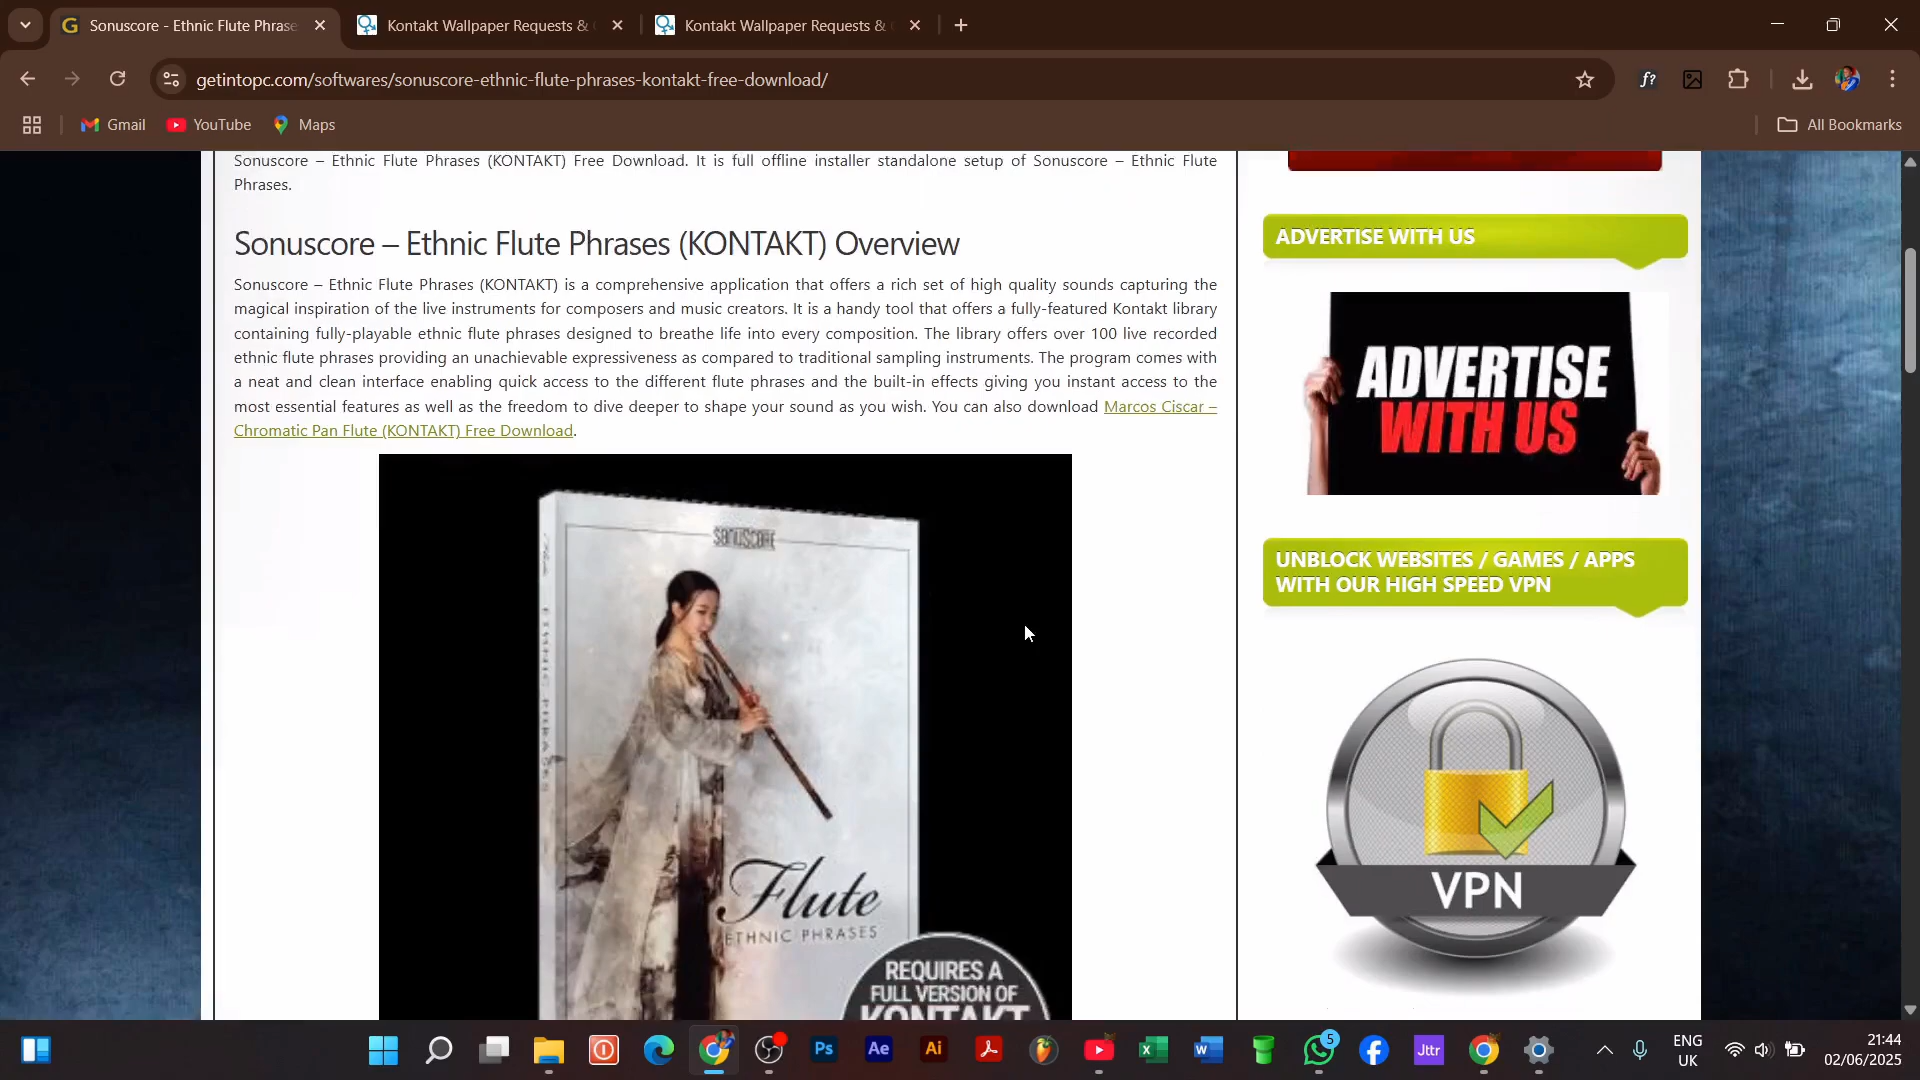 Sonuscore - Ethnic Flute Phrase
Kontakt Wallpaper Requests &
Kontakt Wallpaper Requests &
getintopc.com/softwares/sonuscore-ethnic-flute-phrases-kontakt-free-download/
Gmail
YouTube
Maps
All Bookmarks
Sonuscore – Ethnic Flute Phrases (KONTAKT) Free Download. It is full offline installer standalone setup of Sonuscore – Ethnic Flute
Phrases.
Sonuscore – Ethnic Flute Phrases (KONTAKT) Overview
Sonuscore – Ethnic Flute Phrases (KONTAKT) is a comprehensive application that offers a rich set of high quality sounds capturing the
magical inspiration of the live instruments for composers and music creators. It is a handy tool that offers a fully-featured Kontakt library
containing fully-playable ethnic flute phrases designed to breathe life into every composition. The library offers over 100 live recorded
ethnic flute phrases providing an unachievable expressiveness as compared to traditional sampling instruments. The program comes with
a neat and clean interface enabling quick access to the different flute phrases and the built-in effects giving you instant access to the
most essential features as well as the freedom to dive deeper to shape your sound as you wish. You can also download Marcos Ciscar –
Chromatic Pan Flute (KONTAKT) Free Download.
SONUSCORE
Flute
ETHNIC PHRASES
REQUIRES A
FULL VERSION OF
KONTAKT
ADVERTISE WITH US
ADVERTISE
WITH US
UNBLOCK WEBSITES / GAMES / APPS
WITH OUR HIGH SPEED VPN
VPN
Ps
Ae
Ai
5
Jttr
ENG
UK
21:44
02/06/2025